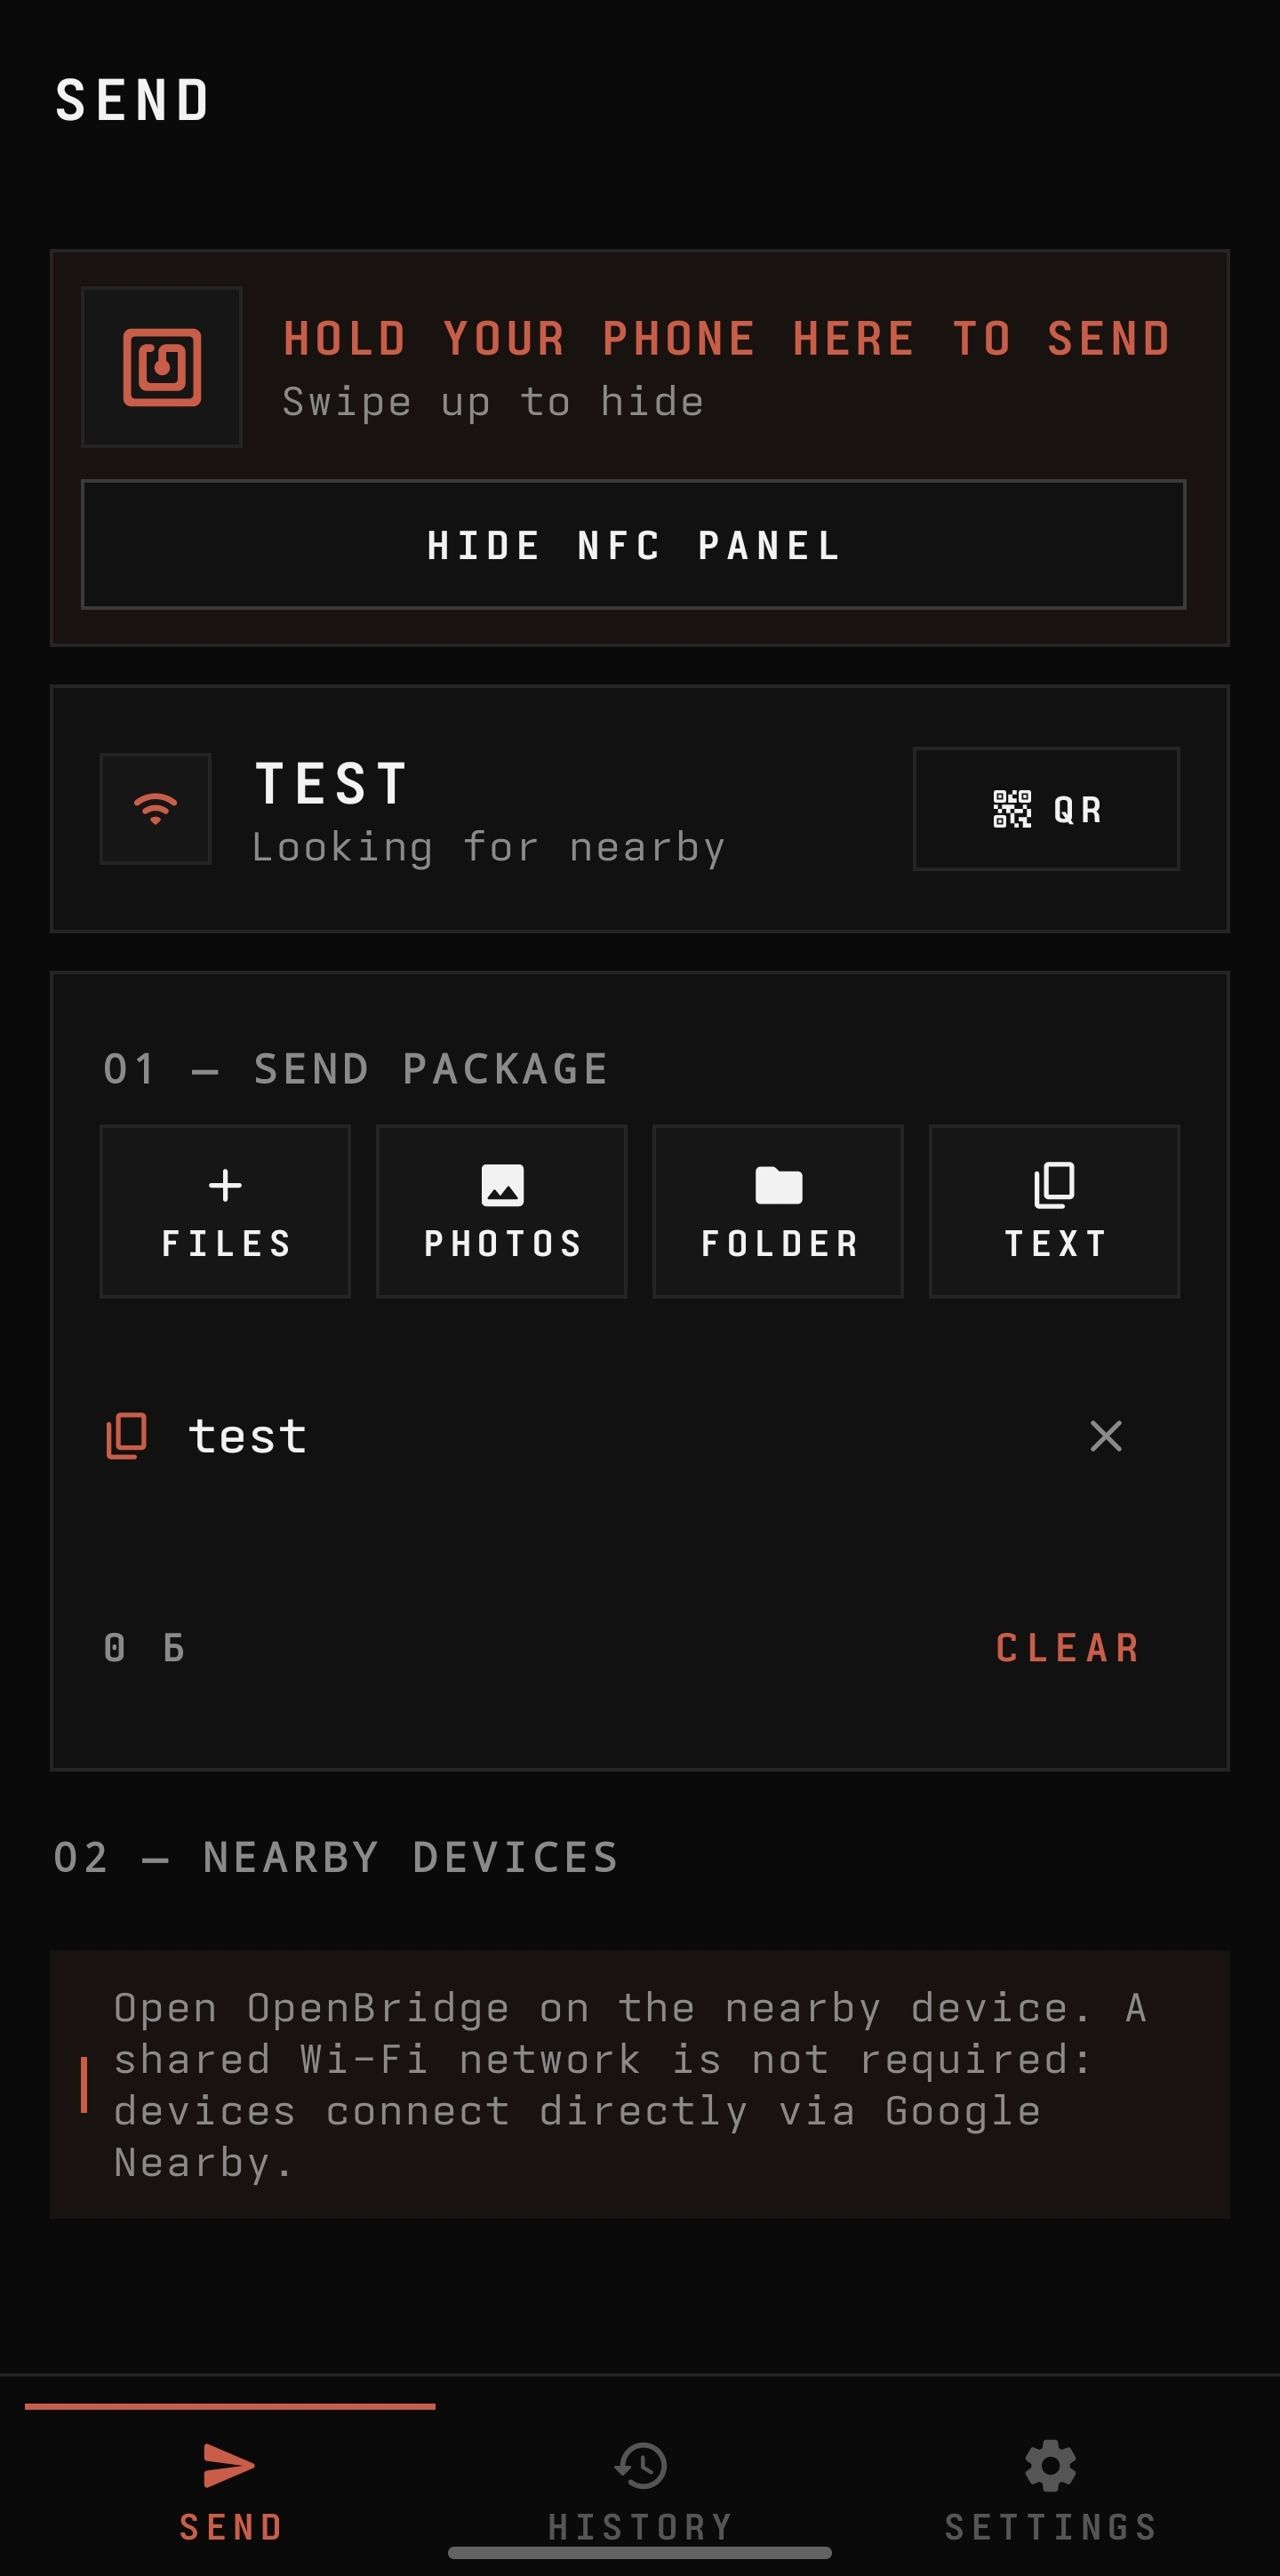 SEND
HOLD YOUR PHONE HERE TO SEND
Swipe up to hide
HIDE NFC PANEL
TEST
Looking for nearby
QR
01 — SEND PACKAGE
FILES
PHOTOS
FOLDER
TEXT
test
0 Б
CLEAR
02 — NEARBY DEVICES
Open OpenBridge on the nearby device. A
shared Wi-Fi network is not required:
devices connect directly via Google
Nearby.
SEND
HISTORY
SETTINGS